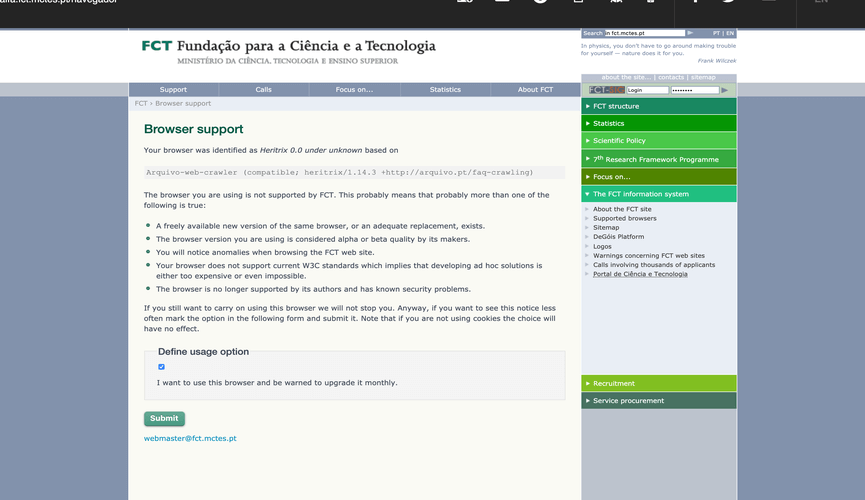 FCT Fundação para a Ciência e a Tecnologia
MINISTÉRIO DA CIÊNCIA, TECNOLOGIA E ENSINO SUPERIOR
Search in fct.mctes.pt PT | EN
In physics, you don't have to go around making trouble
for yourself — nature does it for you.
Frank Wilczek
about the site... | contacts | sitemap
Login
Support Calls Focus on... Statistics About FCT
FCT › Browser support
Browser support
Your browser was identified as Heritrix 0.0 under unknown based on
Arquivo-web-crawler (compatible; heritrix/1.14.3 +http://arquivo.pt/faq-crawling)
The browser you are using is not supported by FCT. This probably means that probably more than one of the
following is true:
A freely available new version of the same browser, or an adequate replacement, exists.
The browser version you are using is considered alpha or beta quality by its makers.
You will notice anomalies when browsing the FCT web site.
Your browser does not support current W3C standards which implies that developing ad hoc solutions is
either too expensive or even impossible.
The browser is no longer supported by its authors and has known security problems.
If you still want to carry on using this browser we will not stop you. Anyway, if you want to see this notice less
often mark the option in the following form and submit it. Note that if you are not using cookies the choice will
have no effect.
Define usage option
I want to use this browser and be warned to upgrade it monthly.
Submit
webmaster@fct.mctes.pt
FCT structure
Statistics
Scientific Policy
7th Research Framework Programme
Focus on...
The FCT information system
About the FCT site
Supported browsers
Sitemap
DeGóis Platform
Logos
Warnings concerning FCT web sites
Calls involving thousands of applicants
Portal de Ciência e Tecnologia
Recruitment
Service procurement